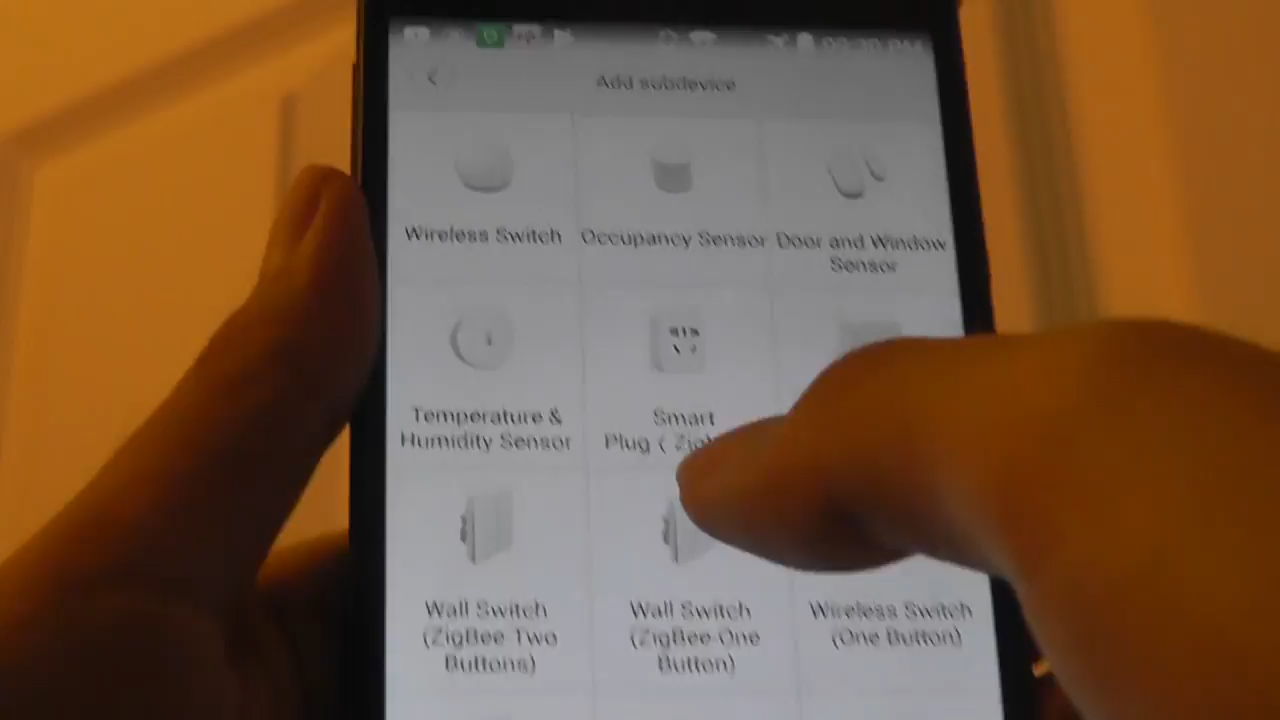 Add subdevice
Wireless Switch
Occupancy Sensor
Door and Window
Sensor
Temperature &
Humidity Sensor
Smart
Plug (
Wall Switch
(ZigBee Two
Buttons)
Wall Switch
(ZigBee One
Button)
Wireless Switch
(One Button)